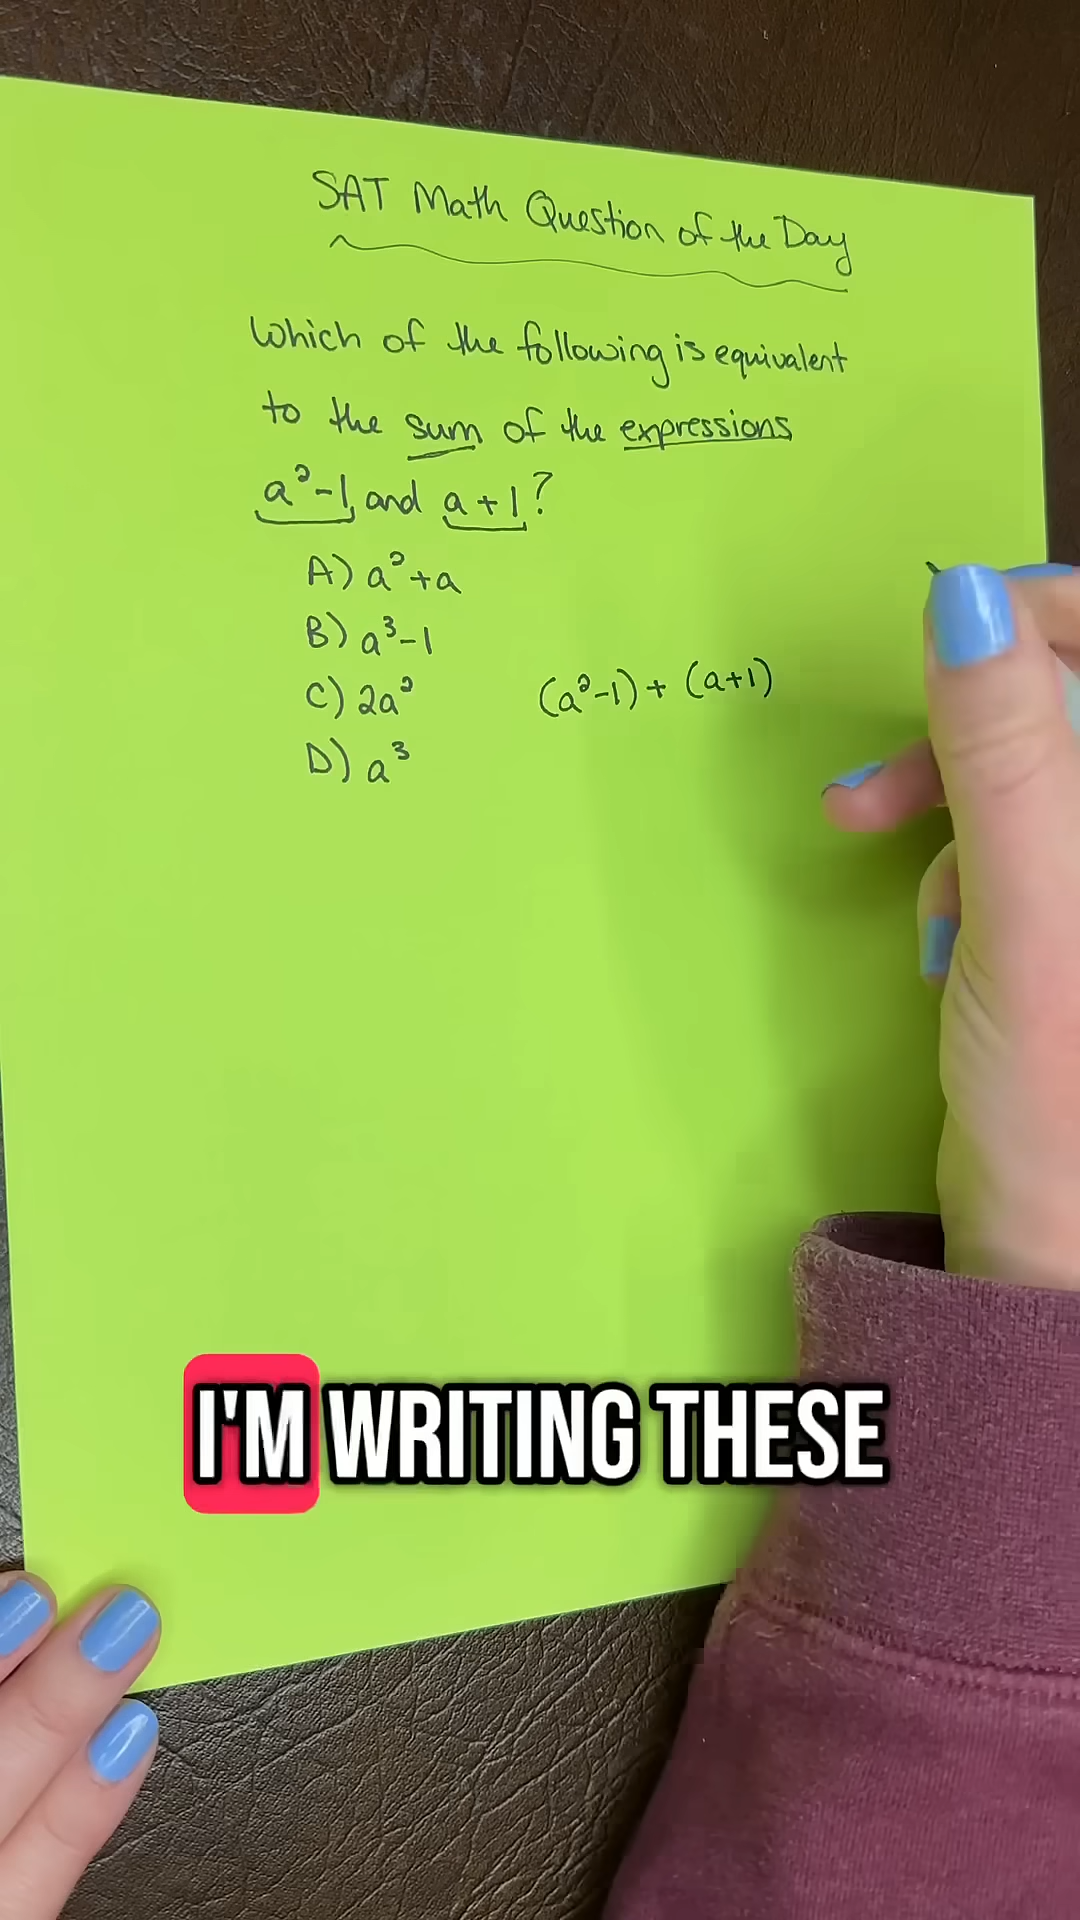 SAT Math Question of the Day
Which of the following is equivalent
to the sum of the expressions
a²-1 and a+1?
A) a²+a
B) a³-1
C) 2a²
(a²-1)+(a+1)
D) a³
I'M WRITING THESE